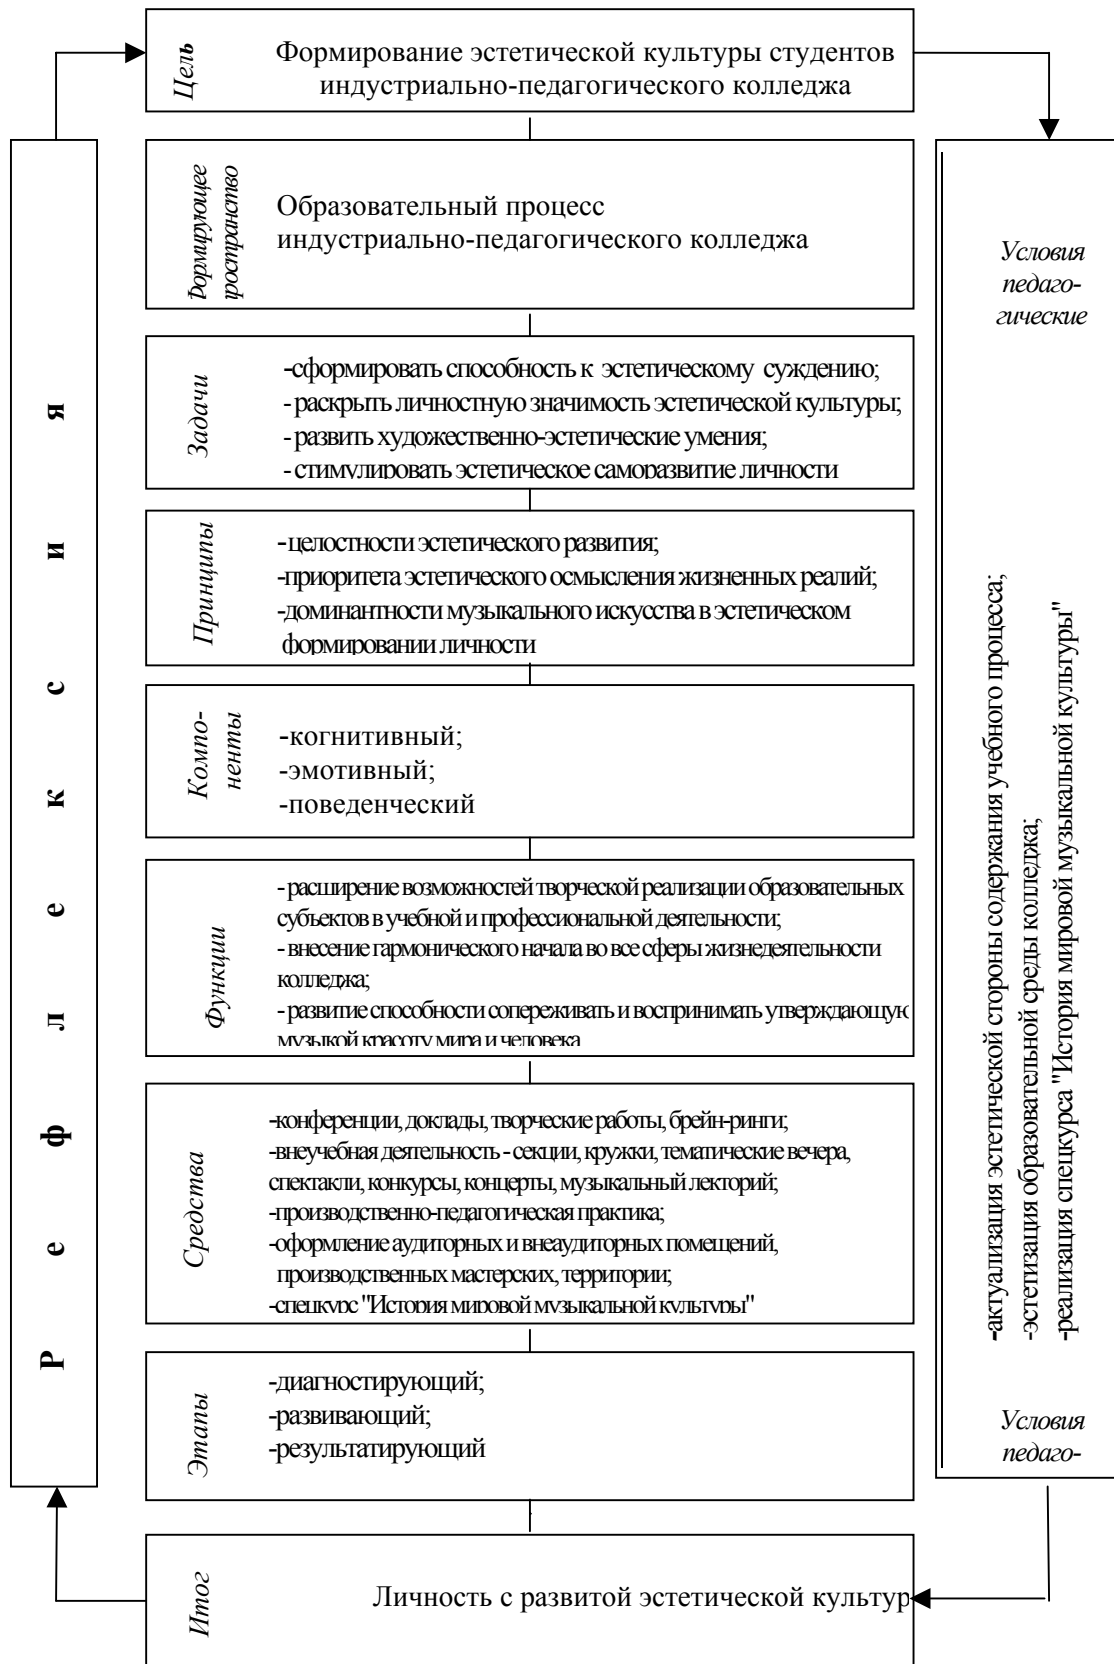 Цель
Формирование эстетической культуры студентов
индустриально-педагогического колледжа
Формирующее
пространство
Образовательный процесс
индустриально-педагогического колледжа
Задачи
-сформировать способность к эстетическому суждению;
- раскрыть личностную значимость эстетической культуры;
- развить художественно-эстетические умения;
- стимулировать эстетическое саморазвитие личности
Принципы
- целостности эстетического развития;
-приоритета эстетического осмысления жизненных реалий;
-доминантности музыкального искусства в эстетическом
формировании личности
Компо-
ненты
-когнитивный;
-эмотивный;
-поведенческий
Функции
- расширение возможностей творческой реализации образовательных
субъектов в учебной и профессиональной деятельности;
- внесение гармонического начала во все сферы жизнедеятельности
колледжа;
- развитие способности сопереживать и воспринимать утверждающую
музыкой красоту мира и человека
Средства
-конференции, доклады, творческие работы, брейн-ринги;
-внеучебная деятельность - секции, кружки, тематические вечера,
спектакли, конкурсы, концерты, музыкальный лекторий;
-производственно-педагогическая практика;
-оформление аудиторных и внеаудиторных помещений,
производственных мастерских, территории;
-спецкурс "История мировой музыкальной культуры"
Этапы
-диагностирующий;
-развивающий;
-результатирующий
Итог
Личность с развитой эстетической культур
Рефлексия
Условия
педаго-
гические
-актуализация эстетической стороны содержания учебного процесса;
-эстетизация образовательной среды колледжа;
-реализация спецкурса "История мировой музыкальной культуры"
Условия
педаго-